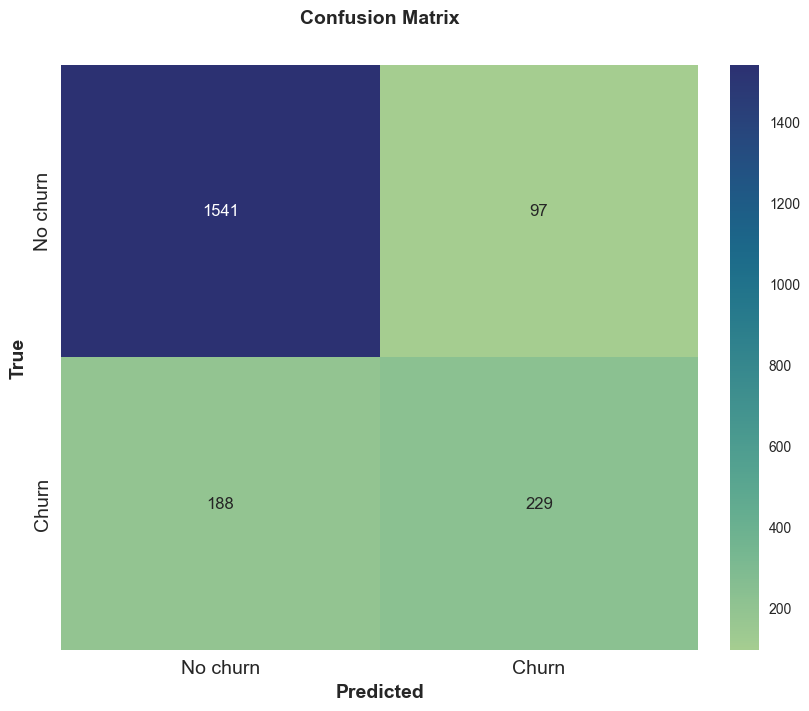 Confusion Matrix
No churn
Churn
True
1541
97
188
229
No churn
Churn
Predicted
1400
1200
1000
800
600
400
200